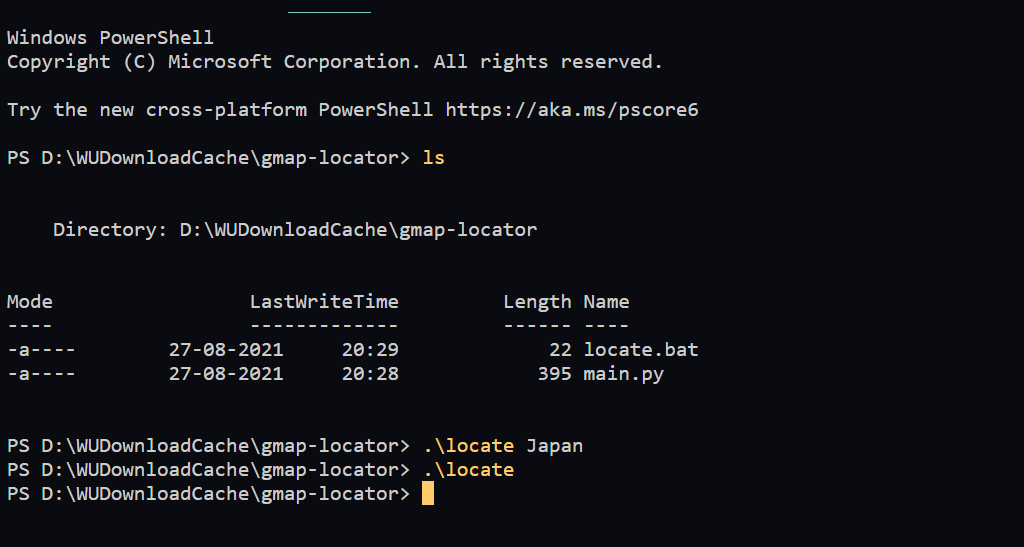 Windows PowerShell
Copyright (C) Microsoft Corporation. All rights reserved.
Try the new cross-platform PowerShell https://aka.ms/pscore6
PS D:\WUDownloadCache\gmap-locator> ls
Directory: D:\WUDownloadCache\gmap-locator
Mode                 LastWriteTime         Length Name
----                 -------------         ------ ----
-a----        27-08-2021     20:29             22 locate.bat
-a----        27-08-2021     20:28            395 main.py
PS D:\WUDownloadCache\gmap-locator> .\locate Japan
PS D:\WUDownloadCache\gmap-locator> .\locate
PS D:\WUDownloadCache\gmap-locator>